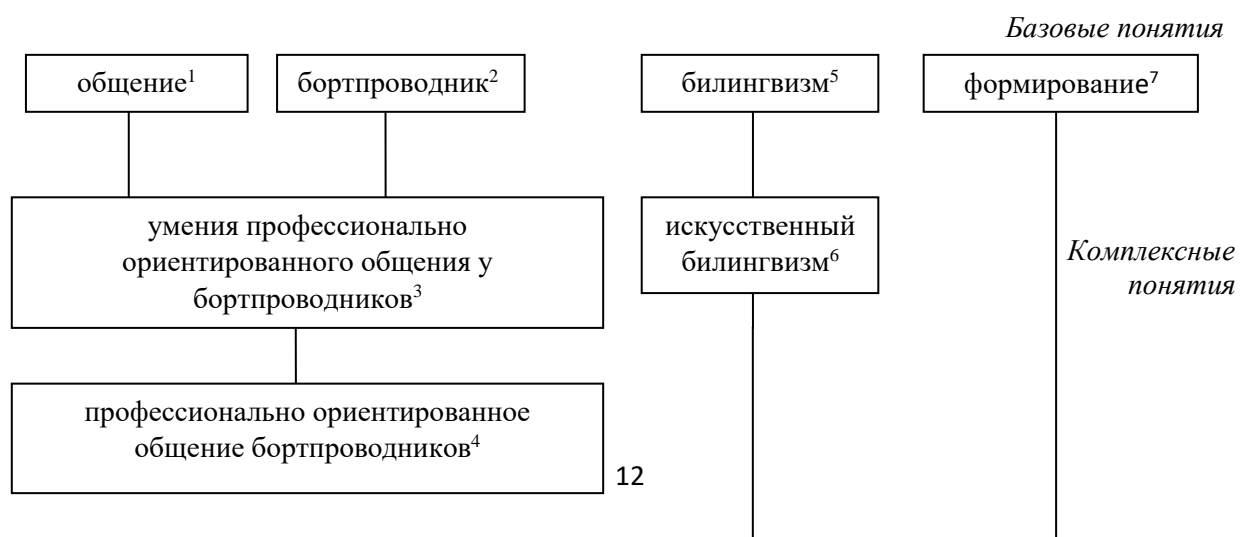 Базовые понятия
общение¹
бортпроводник²
билингвизм⁵
формирование⁷
умения профессионально
ориентированного общения у
бортпроводников³
искусственный
билингвизм⁶
Комплексные
понятия
профессионально ориентированное
общение бортпроводников⁴
12